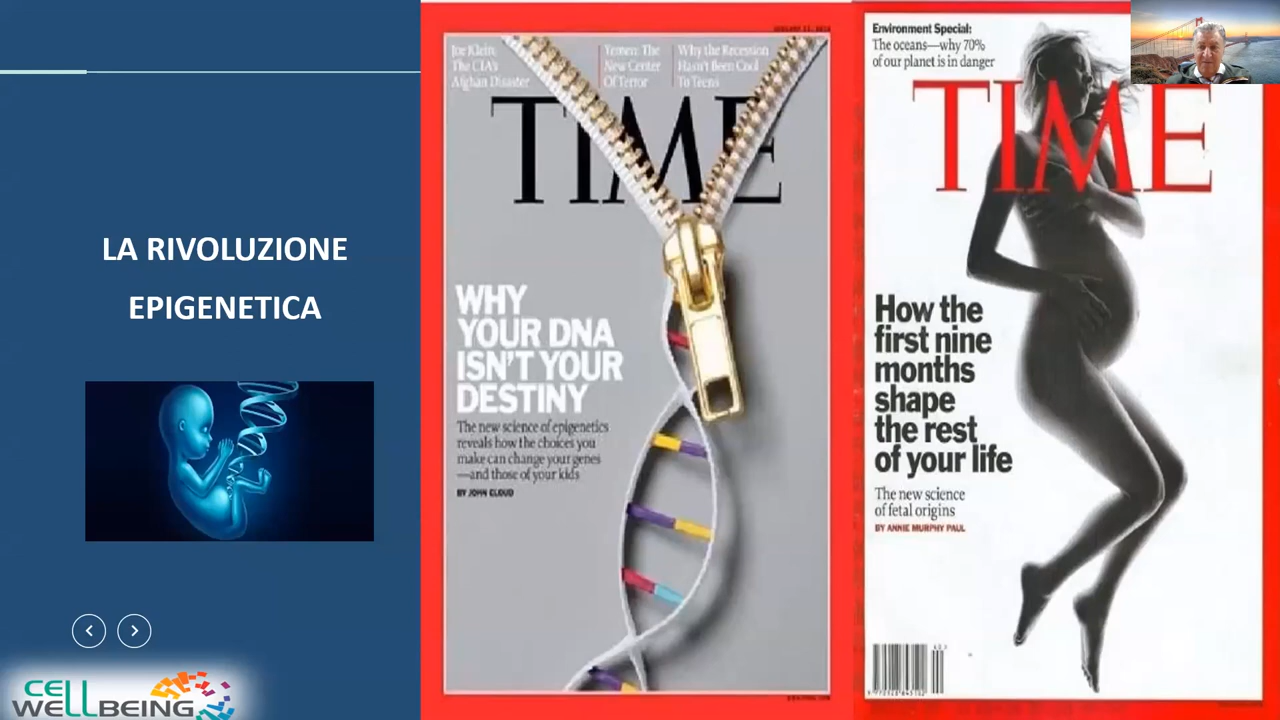 LA RIVOLUZIONE
EPIGENETICA
CELL
WELLBEING
Joe Klein:
The CIA's
Afghan Disaster
Yemen: The
New Center
Of Terror
Why the Recession
Hasn't Been Cool
To Teens
TIME
WHY
YOUR DNA
ISN'T YOUR
DESTINY
The new science of epigenetics
reveals how the choices you
make can change your genes
—and those of your kids
BY JOHN CLOUD
Environment Special:
The oceans—why 70%
of our planet is in danger
TIME
How the
first nine
months
shape
the rest
of your life
The new science
of fetal origins
BY ANNIE MURPHY PAUL